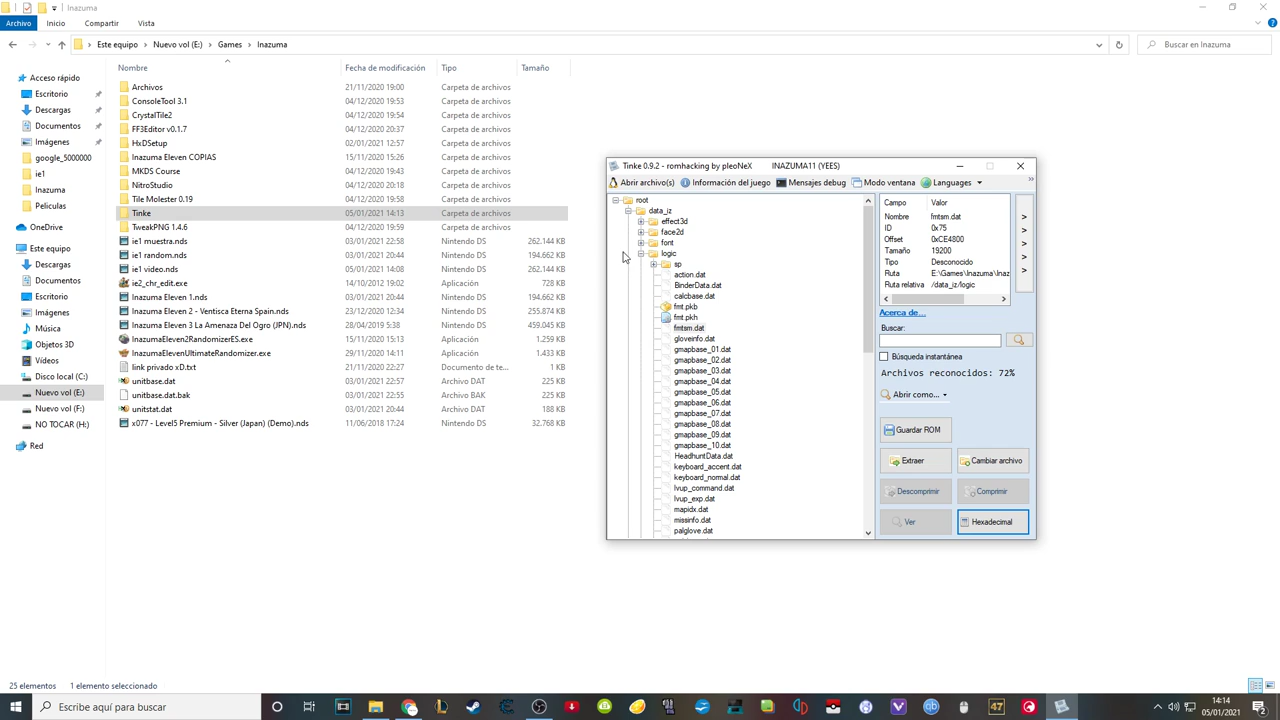 Inazuma
Archivo Inicio Compartir Vista
Este equipo Nuevo vol (E:) Games Inazuma
Buscar en Inazuma
Nombre Fecha de modificación Tipo Tamaño
Acceso rápido
Escritorio
Descargas
Documentos
Imágenes
google_5000000
ie1
Inazuma
Peliculas
OneDrive
Este equipo
Descargas
Documentos
Escritorio
Imágenes
Música
Objetos 3D
Vídeos
Disco local (C:)
Nuevo vol (E:)
Nuevo vol (F:)
NO TOCAR (H:)
Red
Archivos 21/11/2020 19:00 Carpeta de archivos
ConsoleTool 3.1 04/12/2020 19:53 Carpeta de archivos
CrystalTile2 04/12/2020 19:54 Carpeta de archivos
FF3Editor v0.1.7 04/12/2020 20:37 Carpeta de archivos
HxDSetup 02/01/2021 12:57 Carpeta de archivos
Inazuma Eleven COPIAS 15/11/2020 15:26 Carpeta de archivos
MKDS Course 04/12/2020 19:43 Carpeta de archivos
NitroStudio 04/12/2020 20:18 Carpeta de archivos
Tile Molester 0.19 04/12/2020 19:57 Carpeta de archivos
Tinke 05/01/2021 14:13 Carpeta de archivos
TweakPNG 1.4.6 04/12/2020 19:59 Carpeta de archivos
ie1 muestra.nds 03/01/2021 22:58 Nintendo DS 262.144 KB
ie1 random.nds 03/01/2021 20:44 Nintendo DS 194.662 KB
ie1 video.nds 05/01/2021 14:08 Nintendo DS 262.144 KB
ie2_chr_edit.exe 14/10/2012 19:02 Aplicación 728 KB
Inazuma Eleven 1.nds 03/01/2021 20:44 Nintendo DS 194.662 KB
Inazuma Eleven 2 - Ventisca Eterna Spain.nds 23/12/2020 12:34 Nintendo DS 255.874 KB
Inazuma Eleven 3 La Amenaza Del Ogro (JPN).nds 28/04/2019 5:38 Nintendo DS 459.045 KB
InazumaEleven2RandomizerES.exe 15/11/2020 15:13 Aplicación 3.142 KB
InazumaElevenUltimateRandomizer.exe 29/11/2020 14:11 Aplicación 1.433 KB
link privado xD.txt 21/11/2020 22:27 Documento de te... 1 KB
unitbase.dat 03/01/2021 22:57 Archivo DAT 225 KB
unitbase.dat.bak 03/01/2021 22:55 Archivo BAK 225 KB
unitstat.dat 03/01/2021 20:44 Archivo DAT 188 KB
x077 - Level5 Premium - Silver (Japan) (Demo).nds 11/06/2018 17:24 Nintendo DS 32.768 KB
Tinke 0.9.2 - romhacking by pleoNeX INAZUMA11 (YEES)
Abrir archivo(s) Información del juego Mensajes debug Modo ventana Languages
root
data_iz
effect3d
face2d
font
logic
sp
action.dat
BinderData.dat
calcbase.dat
fmt.pkb
fmt.pkh
fmtsm.dat
gloveinfo.dat
gmapbase_01.dat
gmapbase_02.dat
gmapbase_03.dat
gmapbase_04.dat
gmapbase_05.dat
gmapbase_06.dat
gmapbase_07.dat
gmapbase_08.dat
gmapbase_09.dat
gmapbase_10.dat
HeadhuntData.dat
keyboard_accent.dat
keyboard_normal.dat
lvup_command.dat
lvup_exp.dat
mapidx.dat
missinfo.dat
palglove.dat
Campo Valor
Nombre fmtsm.dat
ID 0x75
Offset 0xCE4800
Tamaño 19200
Tipo Desconocido
Ruta E:\Games\Inazuma\Inaz
Ruta relativa /data_iz/logic
>
>
>
>
>
Acerca de...
Buscar:
Búsqueda instantánea
Archivos reconocidos: 72%
Abrir como...
Guardar ROM
Extraer Cambiar archivo
Descomprimir Comprimir
Ver Hexadecimal
25 elementos 1 elemento seleccionado
Escribe aquí para buscar
47
14:14
05/01/2021
2